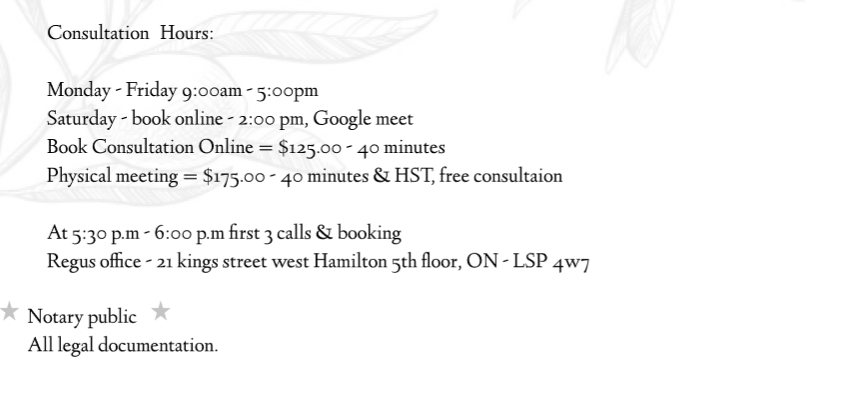 Consultation Hours:
Monday - Friday 9:00am - 5:00pm
Saturday - book online - 2:00 pm, Google meet
Book Consultation Online = $125.00 - 40 minutes
Physical meeting = $175.00 - 40 minutes & HST, free consultaion
At 5:30 p.m - 6:00 p.m first 3 calls & booking
Regus office - 21 kings street west Hamilton 5th floor, ON - LSP 4w7
Notary public
All legal documentation.